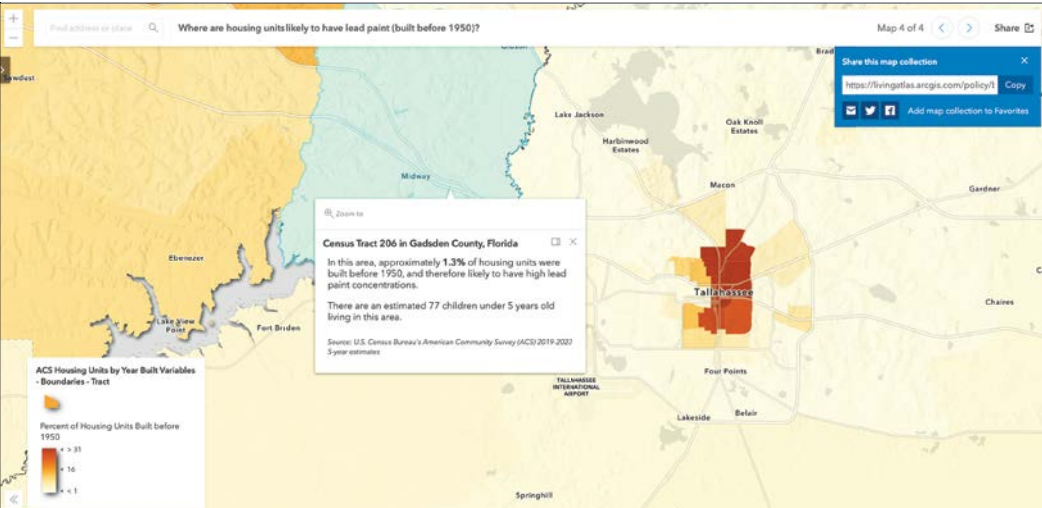 +
Find address or place
Where are housing units likely to have lead paint (built before 1950)?
Map 4 of 4
Share
−
Share this map collection
https://livingatlas.arcgis.com/policy/
Copy
Add map collection to Favorites
Lake Jackson
Oak Knoll
Estates
Harbinwood
Estates
Midway
Macon
Gardner
Zoom to
Census Tract 206 in Gadsden County, Florida
In this area, approximately 1.3% of housing units were
built before 1950, and therefore likely to have high lead
paint concentrations.
There are an estimated 77 children under 5 years old
living in this area.
Source: U.S. Census Bureau's American Community Survey (ACS) 2019-2023
5-year estimates
Ebenezer
Tallahassee
Chaires
Lake View
Point
Fort Braden
ACS Housing Units by Year Built Variables
- Boundaries - Tract
Percent of Housing Units Built before
1950
> 31
16
< 1
TALLAHASSEE
INTERNATIONAL
AIRPORT
Four Points
Lakeside
Belair
Springhill